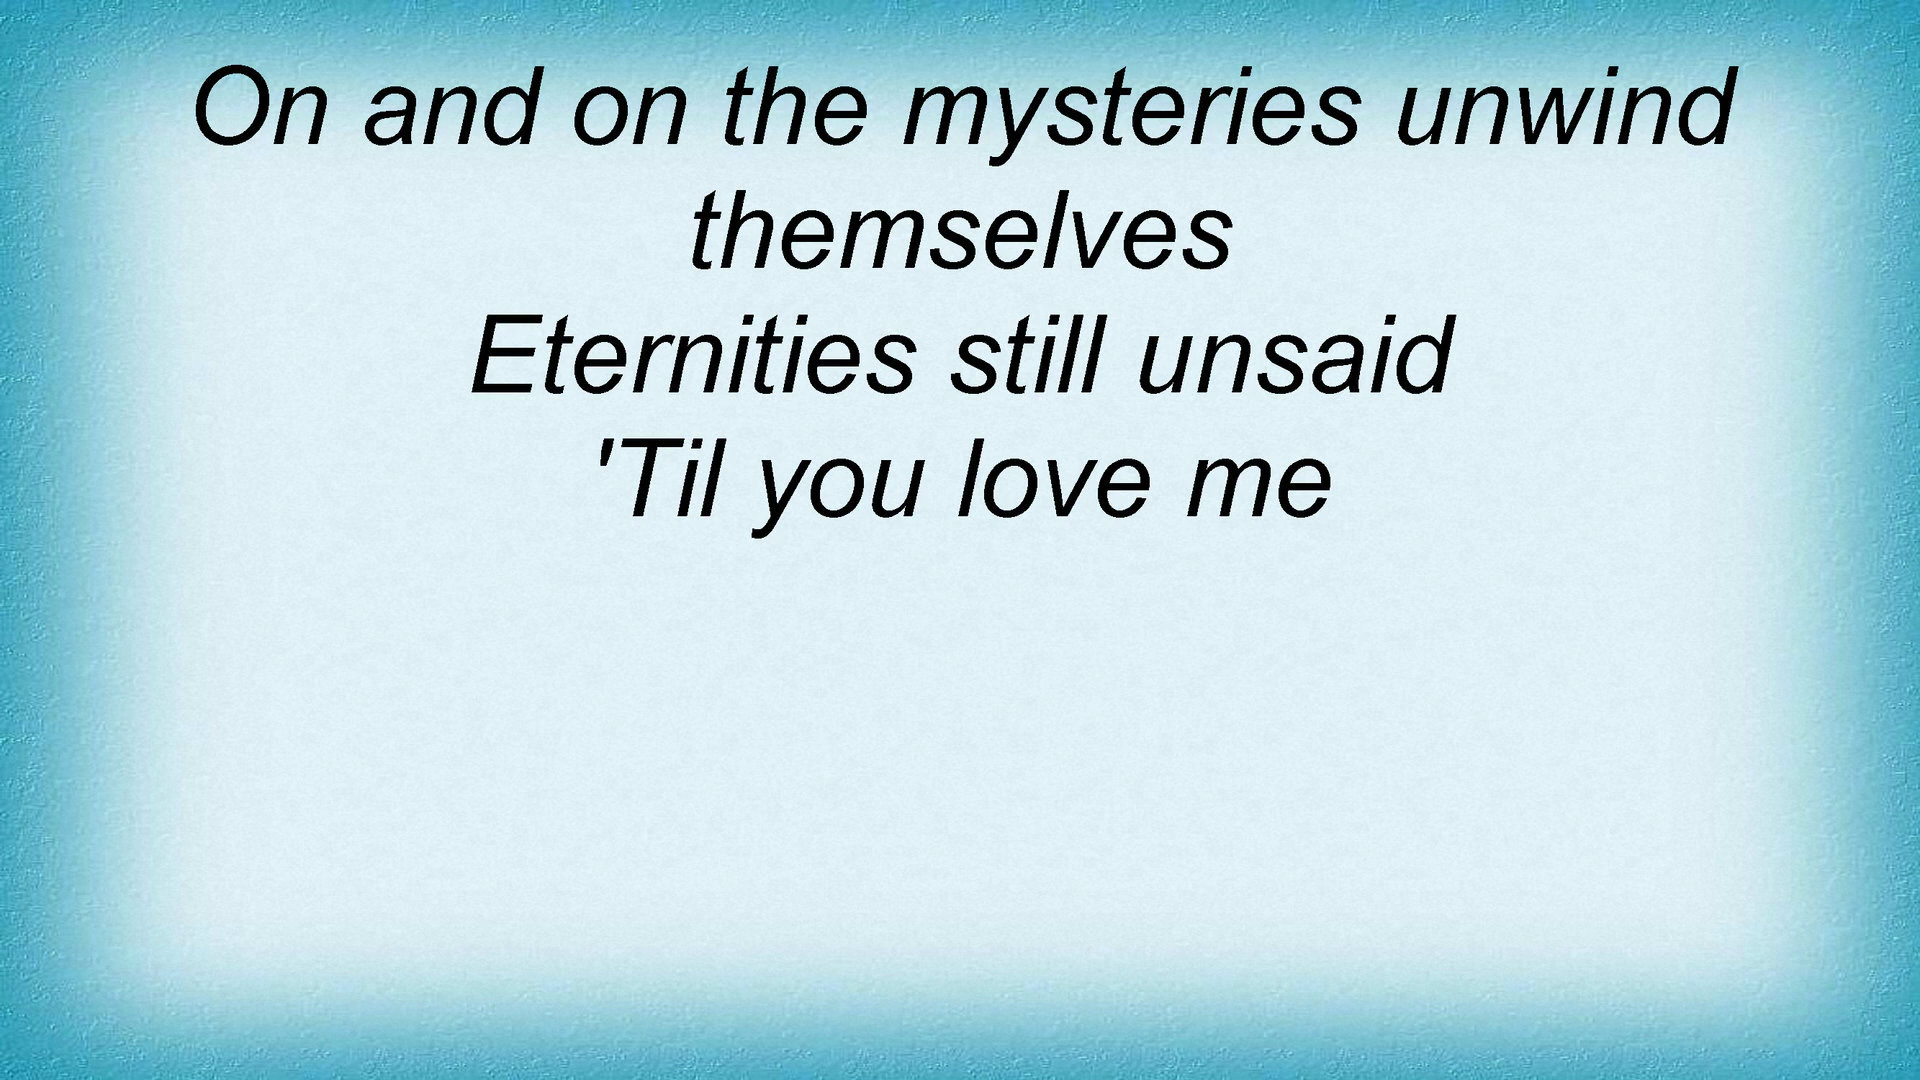 On and on the mysteries unwind
themselves
Eternities still unsaid
'Til you love me